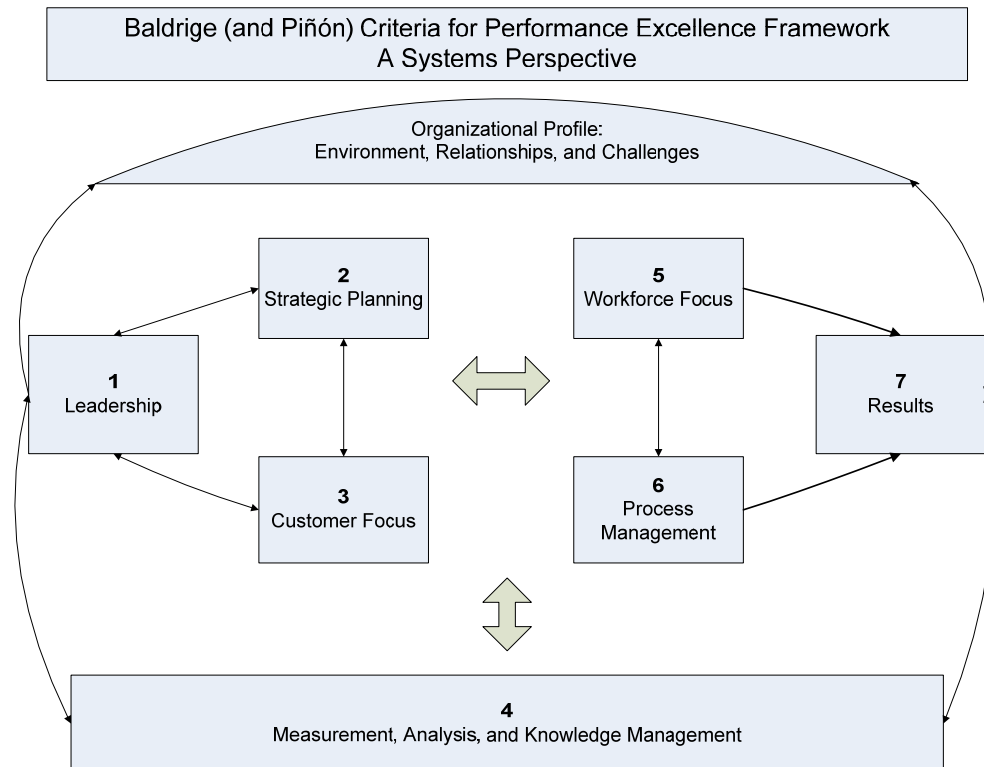 Baldrige (and Piñón) Criteria for Performance Excellence Framework
A Systems Perspective
Organizational Profile:
Environment, Relationships, and Challenges
2
Strategic Planning
5
Workforce Focus
1
Leadership
7
Results
3
Customer Focus
6
Process
Management
4
Measurement, Analysis, and Knowledge Management